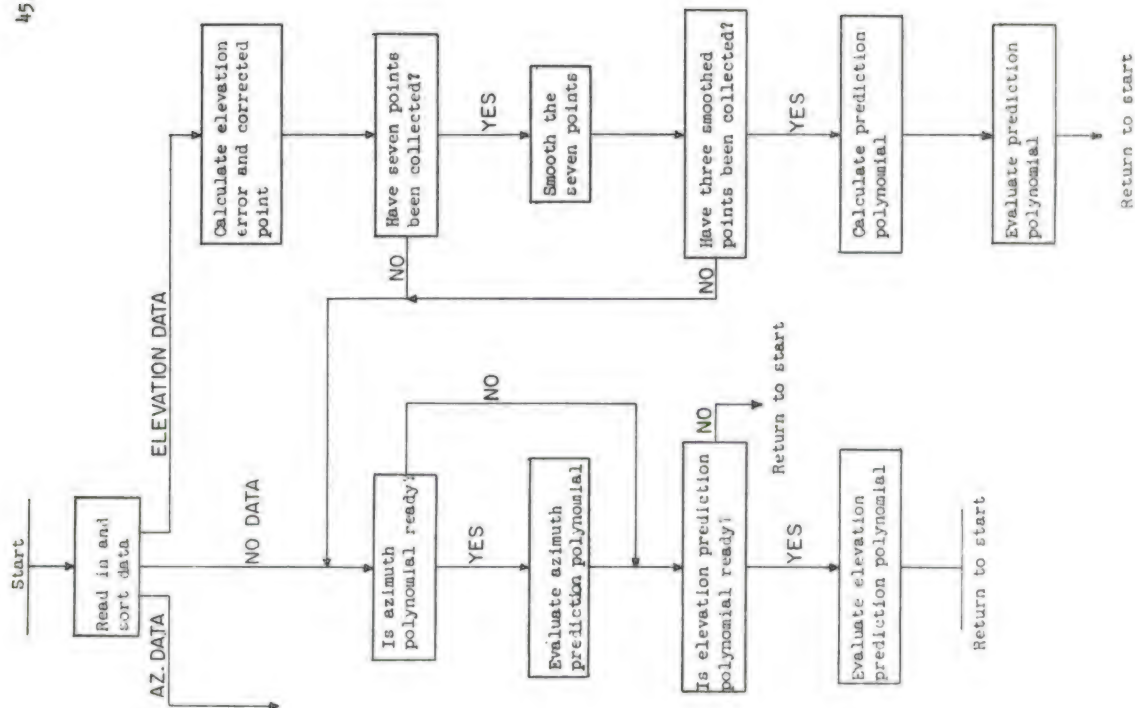 45
Start
Read in and
sort data
AZ. DATA
NO DATA
ELEVATION DATA
Is azimuth
polynomial ready?
NO
YES
Evaluate azimuth
prediction polynomial
Is elevation prediction
polynomial ready?
NO
Return to start
YES
Evaluate elevation
prediction polynomial
Return to start
Calculate elevation
error and corrected
point
Have seven points
been collected?
NO
YES
Smooth the
seven points
Have three smoothed
points been collected?
NO
YES
Calculate prediction
polynomial
Evaluate prediction
polynomial
Return to start